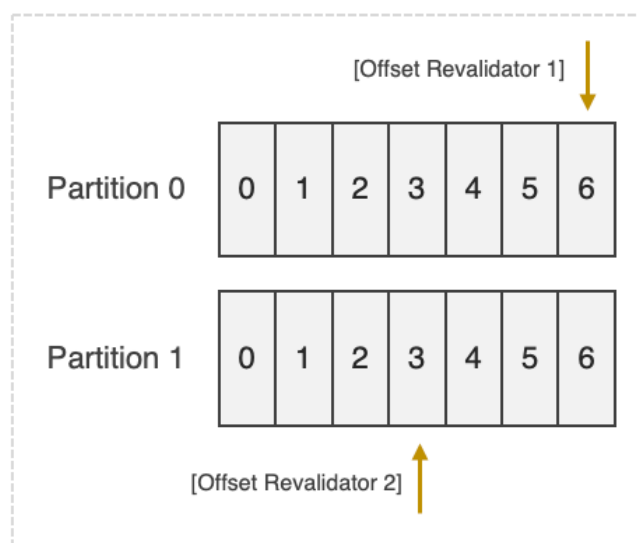 [Offset Revalidator 1]
Partition 0 0 1 2 3 4 5 6
Partition 1 0 1 2 3 4 5 6
[Offset Revalidator 2]